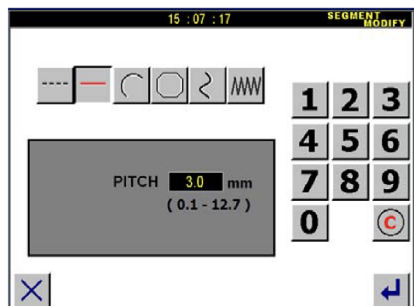 15 : 07 : 17
SEGMENT
MODIFY
1 2 3
4 5 6
PITCH 3.0 mm
7 8 9
( 0.1 - 12.7 )
0 C